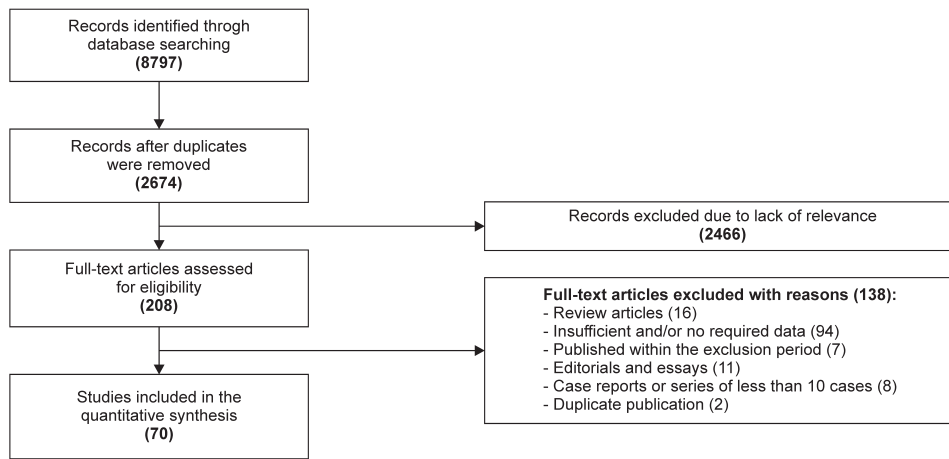 Records identified throgh
database searching
(8797)
Records after duplicates
were removed
(2674)
Records excluded due to lack of relevance
(2466)
Full-text articles assessed
for eligibility
(208)
Full-text articles excluded with reasons (138):
- Review articles (16)
- Insufficient and/or no required data (94)
- Published within the exclusion period (7)
- Editorials and essays (11)
- Case reports or series of less than 10 cases (8)
- Duplicate publication (2)
Studies included in the
quantitative synthesis
(70)